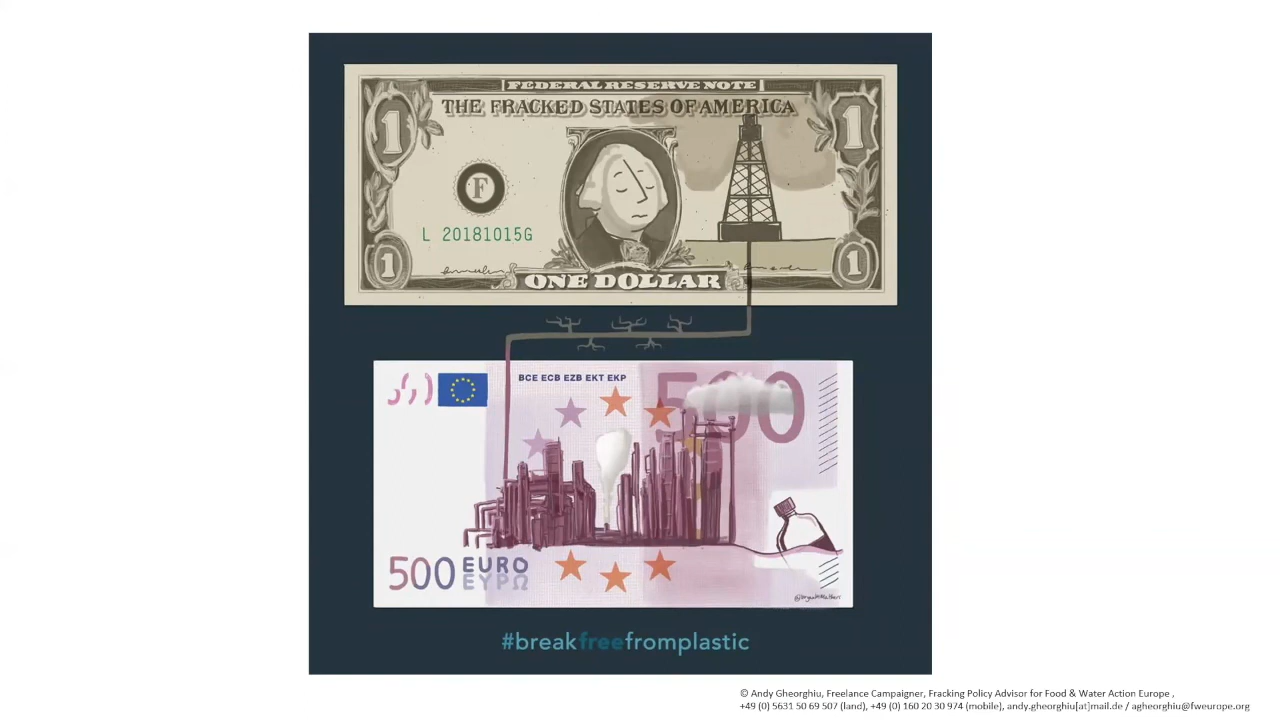 FEDERAL RESERVE NOTE
THE FRACKED STATES OF AMERICA
1
1
F
L 20181015G
1
1
ONE DOLLAR
BCE ECB EZB EKT EKP
500
500 EURO
ΕΥΡΩ
#breakfreefromplastic
© Andy Gheorghiu, Freelance Campaigner, Fracking Policy Advisor for Food & Water Action Europe ,
+49 (0) 5631 50 69 507 (land), +49 (0) 160 20 30 974 (mobile), andy.gheorghiu[at]mail.de / agheorghiu@fweurope.org